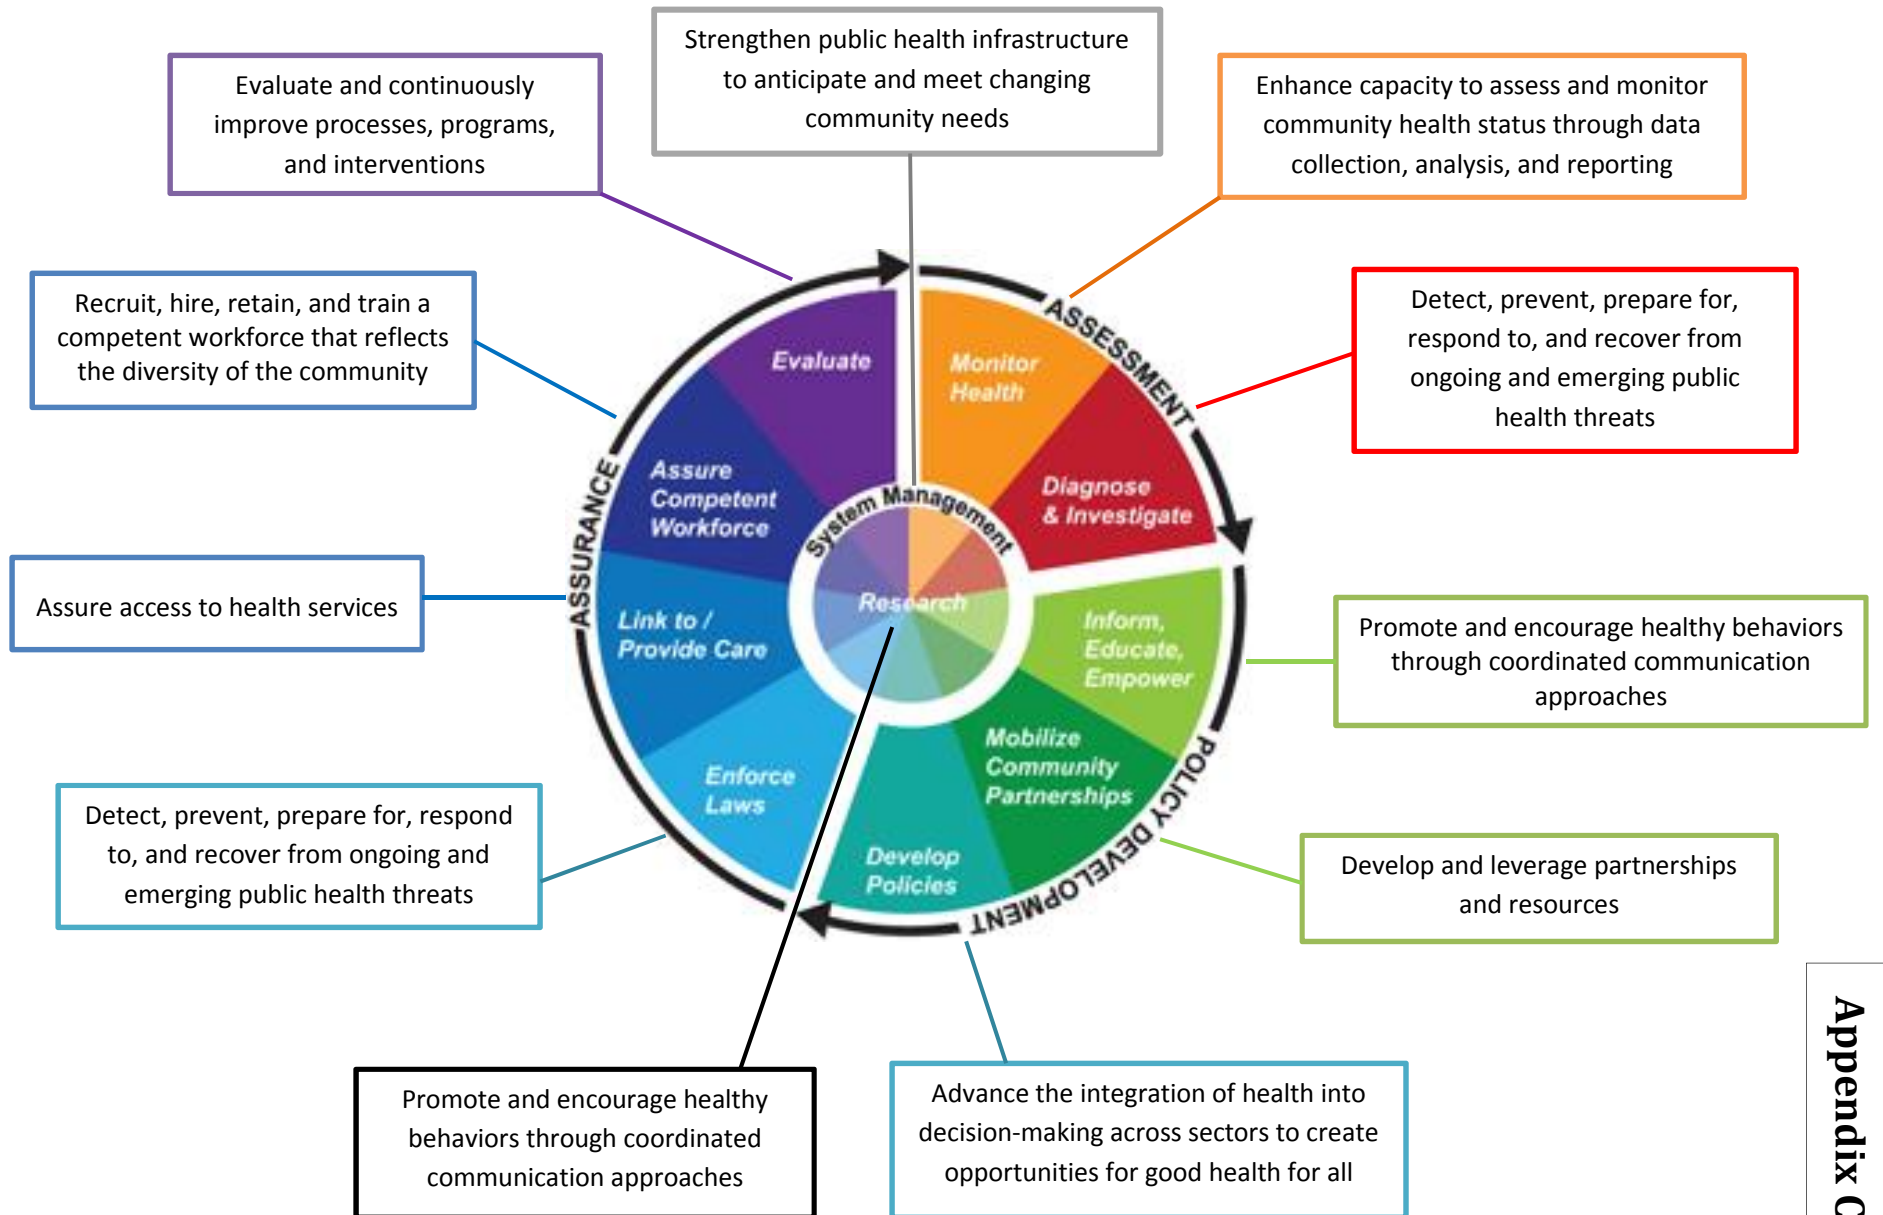 Strengthen public health infrastructure
to anticipate and meet changing
community needs
Evaluate and continuously
improve processes, programs,
and interventions
Enhance capacity to assess and monitor
community health status through data
collection, analysis, and reporting
Recruit, hire, retain, and train a
competent workforce that reflects
the diversity of the community
Detect, prevent, prepare for,
respond to, and recover from
ongoing and emerging public
health threats
Assure access to health services
Promote and encourage healthy behaviors
through coordinated communication
approaches
Detect, prevent, prepare for, respond
to, and recover from ongoing and
emerging public health threats
Develop and leverage partnerships
and resources
Promote and encourage healthy
behaviors through coordinated
communication approaches
Advance the integration of health into
decision-making across sectors to create
opportunities for good health for all
ASSESSMENT
POLICY DEVELOPMENT
ASSURANCE
Evaluate
Monitor
Health
Diagnose
& Investigate
Inform,
Educate,
Empower
Mobilize
Community
Partnerships
Develop
Policies
Enforce
Laws
Link to /
Provide Care
Assure
Competent
Workforce
System Management
Research
Appendix C